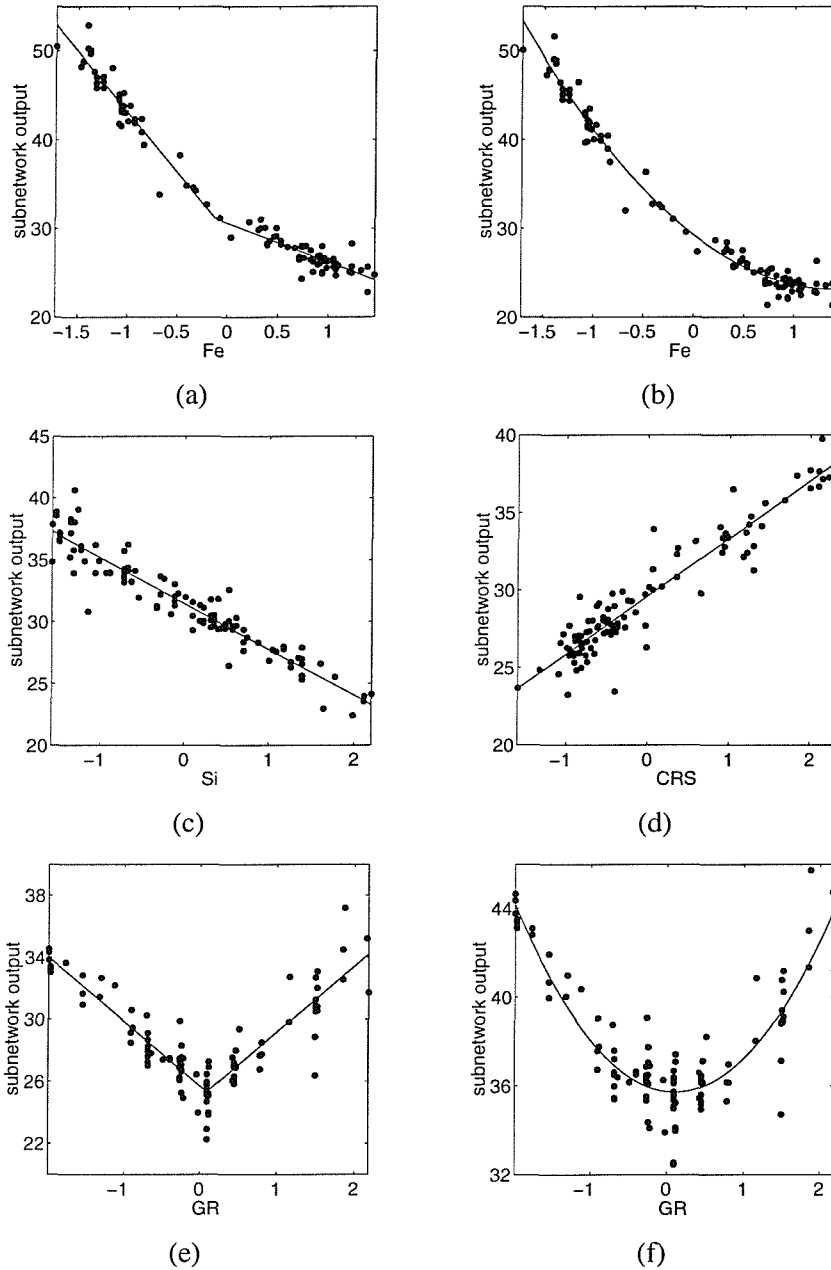 50
40
30
20
subnetwork output
−1.5 −1 −0.5 0 0.5 1
Fe
(a)
50
40
30
20
subnetwork output
−1.5 −1 −0.5 0 0.5 1
Fe
(b)
45
40
35
30
25
20
subnetwork output
−1 0 1 2
Si
(c)
40
35
30
25
20
subnetwork output
−1 0 1 2
CRS
(d)
38
34
30
26
22
subnetwork output
−1 0 1 2
GR
(e)
44
40
36
32
subnetwork output
−1 0 1 2
GR
(f)